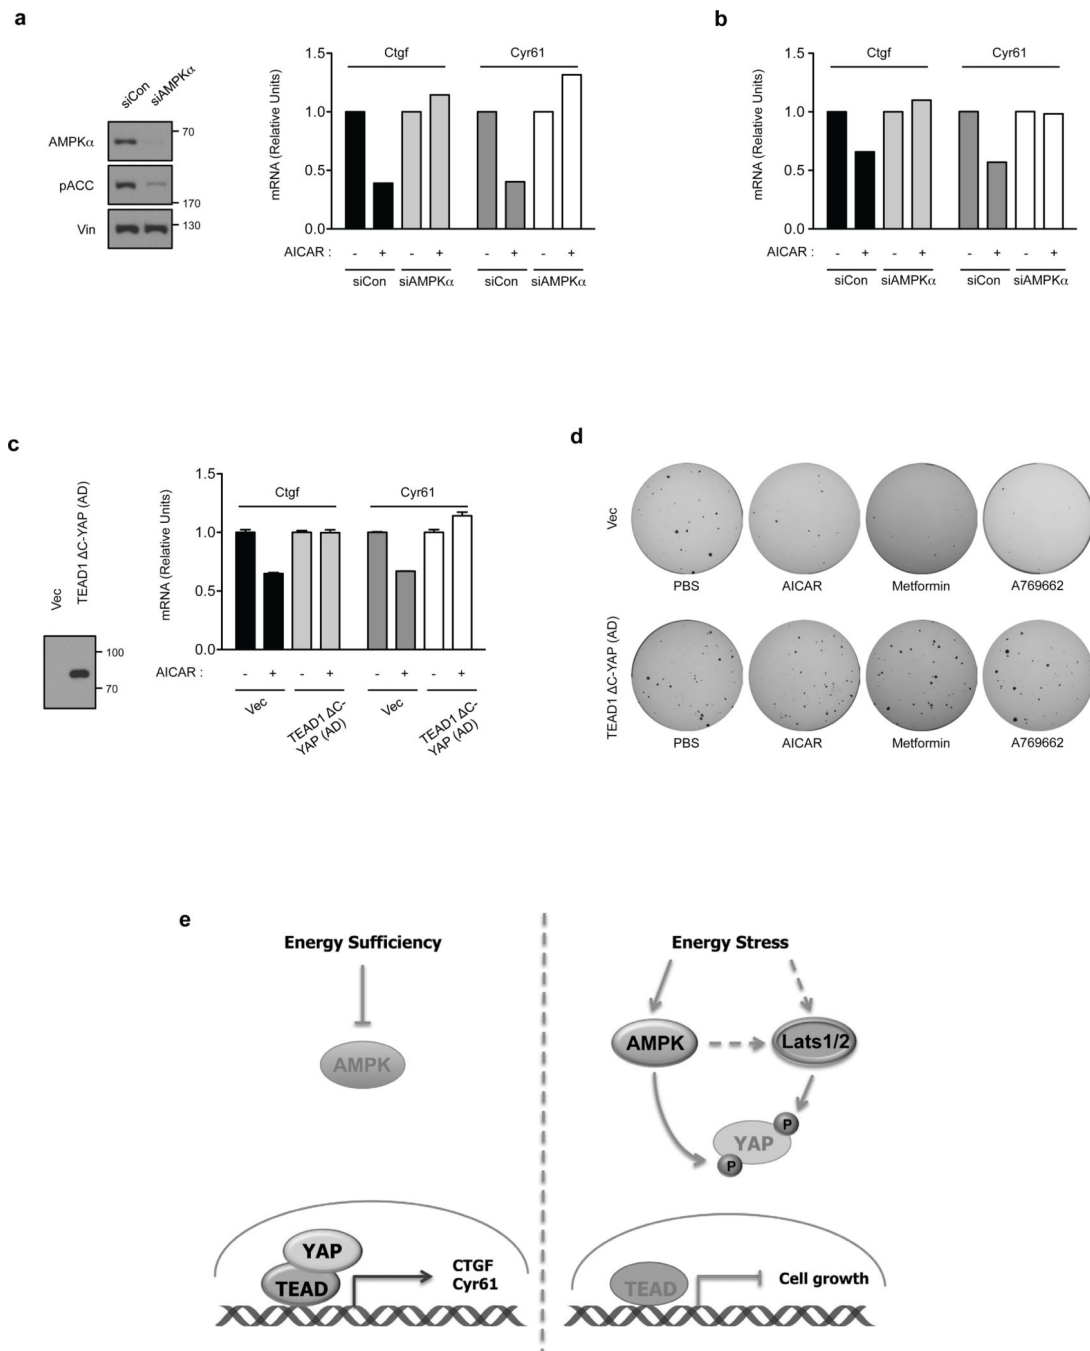 a
siCon
siAMPKα
AMPKα
70
pACC
170
Vin
130
mRNA (Relative Units)
1.5
1.0
0.5
0.0
Ctgf
Cyr61
AICAR :
- + - + - + - +
siCon siAMPKα siCon siAMPKα
b
mRNA (Relative Units)
1.5
1.0
0.5
0.0
Ctgf
Cyr61
AICAR :
- + - + - + - +
siCon siAMPKα siCon siAMPKα
c
Vec
TEAD1 ΔC-YAP (AD)
100
70
mRNA (Relative Units)
1.5
1.0
0.5
0.0
Ctgf
Cyr61
AICAR :
- + - + - + - +
Vec
TEAD1 ΔC-
YAP (AD)
Vec
TEAD1 ΔC-
YAP (AD)
d
Vec
PBS AICAR Metformin A769662
TEAD1 ΔC-YAP (AD)
PBS AICAR Metformin A769662
e
Energy Sufficiency
AMPK
YAP
TEAD
CTGF
Cyr61
Energy Stress
AMPK
Lats1/2
P
YAP
P
TEAD
Cell growth